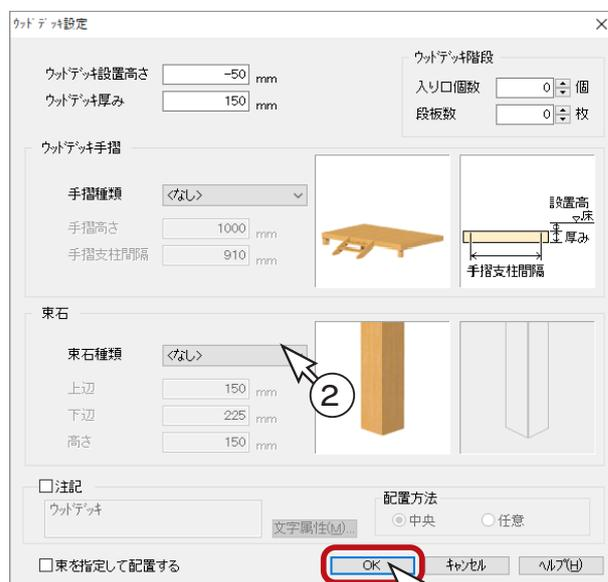 ウッドデッキ設定
ウッドデッキ設置高さ -50 mm
ウッドデッキ厚み 150 mm
ウッドデッキ階段
入り口個数 0 個
段板数 0 枚
ウッドデッキ手摺
手摺種類 <なし>
手摺高さ 1000 mm
手摺支柱間隔 910 mm
設置高
▽床
厚み
手摺支柱間隔
束石
束石種類 <なし>
上辺 150 mm
下辺 225 mm
高さ 150 mm
2
注記
ウッドデッキ
文字属性(M)...
配置方法
中央 任意
束を指定して配置する
OK キャンセル ヘルプ(H)